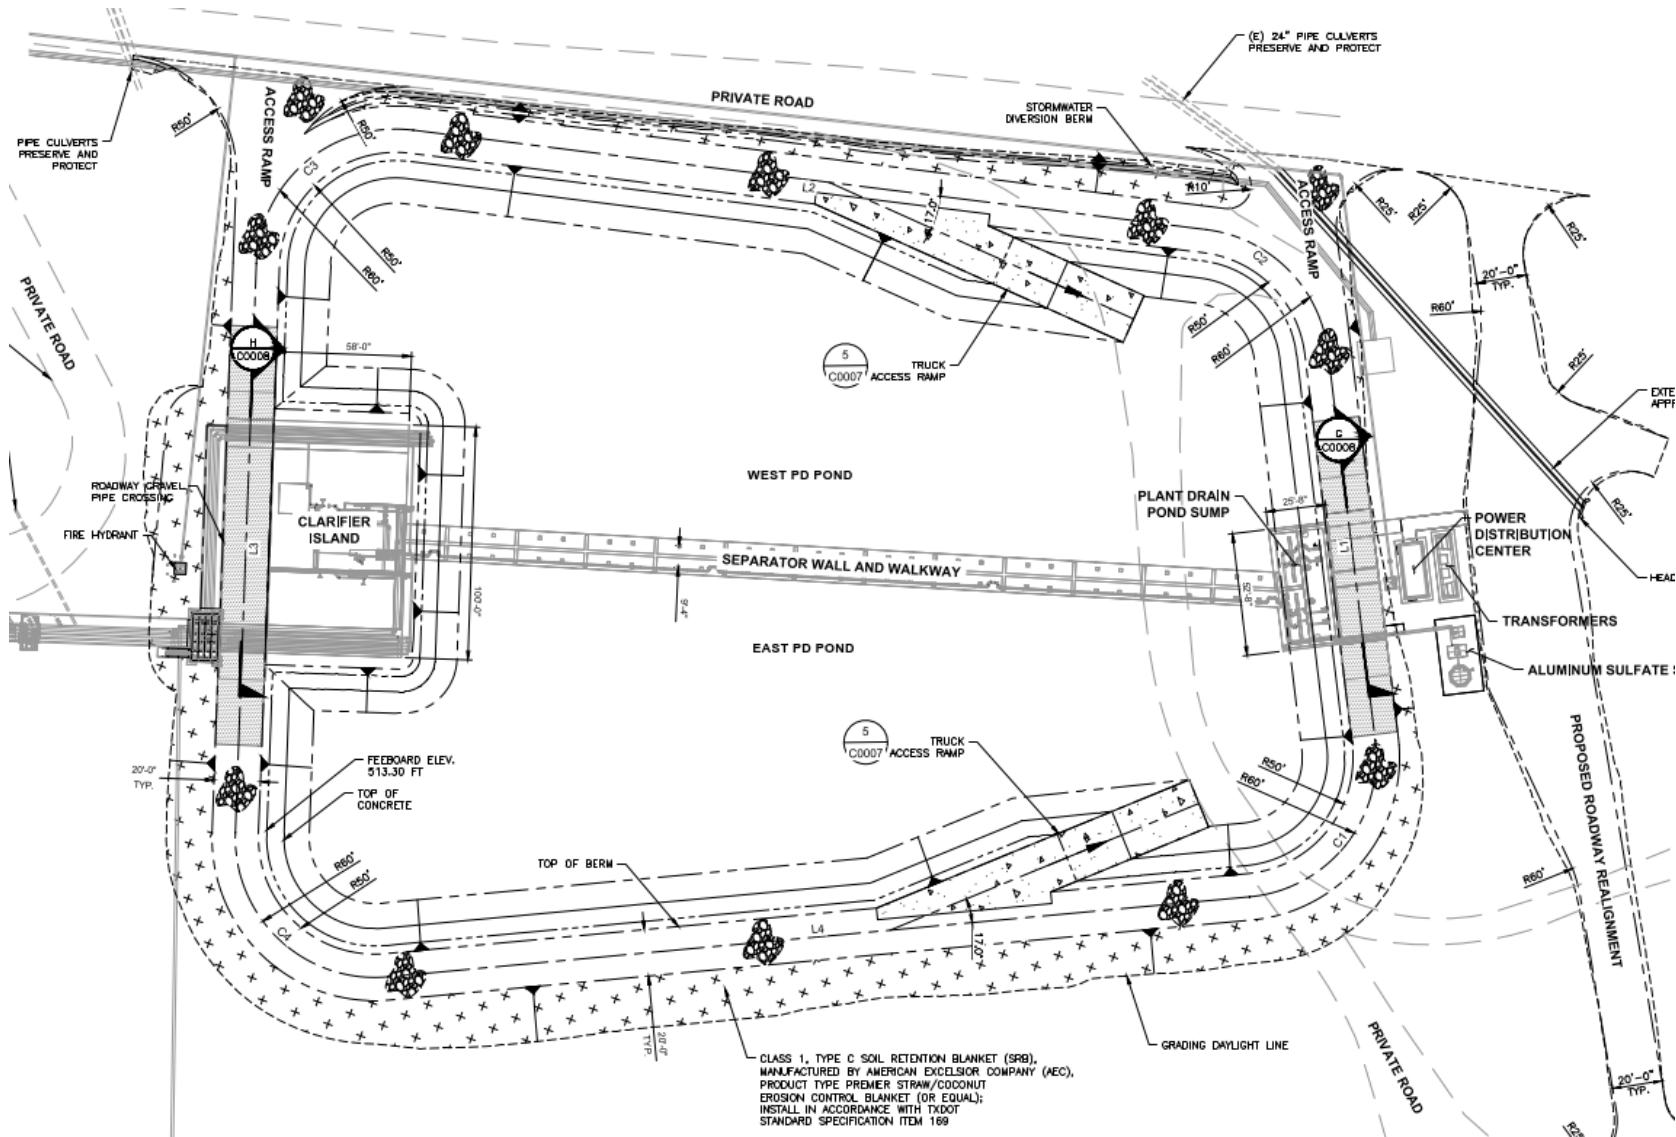 (E) 24" PIPE CULVERTS
PRESERVE AND PROTECT
PRIVATE ROAD
STORMWATER
DIVERSION BERM
ACCESS RAMP
R50'
R50'
PIPE CULVERTS
PRESERVE AND
PROTECT
C3
L2
17.0'
R10'
ACCESS RAMP
R25'
R25'
R25'
C2
20'-0"
TYP.
R50'
R60'
R60'
R50'
R60'
PRIVATE ROAD
H
C0008
58'-0"
5
C0007
TRUCK
ACCESS RAMP
R25'
EXTE
APPR
G
C0008
WEST PD POND
ROADWAY GRAVEL
PIPE CROSSING
FIRE HYDRANT
CLARIFIER
ISLAND
L3
PLANT DRAIN
POND SUMP
25'-8"
R25'
POWER
DISTRIBUTION
CENTER
L1
SEPARATOR WALL AND WALKWAY
HEAD
9'-4"
100'-0"
52'-8"
TRANSFORMERS
EAST PD POND
ALUMINUM SULFATE S
5
C0007
TRUCK
ACCESS RAMP
FEEBOARD ELEV.
513.30 FT
20'-0"
TYP.
TOP OF
CONCRETE
R50'
R60'
PROPOSED ROADWAY REALIGNMENT
C1
TOP OF BERM
R60'
R50'
R60'
C4
L4
17.0'
20'-0"
TYP.
GRADING DAYLIGHT LINE
PRIVATE ROAD
CLASS 1, TYPE C SOIL RETENTION BLANKET (SRB),
MANUFACTURED BY AMERICAN EXCELSIOR COMPANY (AEC),
PRODUCT TYPE PREMIER STRAW/COCONUT
EROSION CONTROL BLANKET (OR EQUAL);
INSTALL IN ACCORDANCE WITH TXDOT
STANDARD SPECIFICATION ITEM 169
20'-0"
TYP.